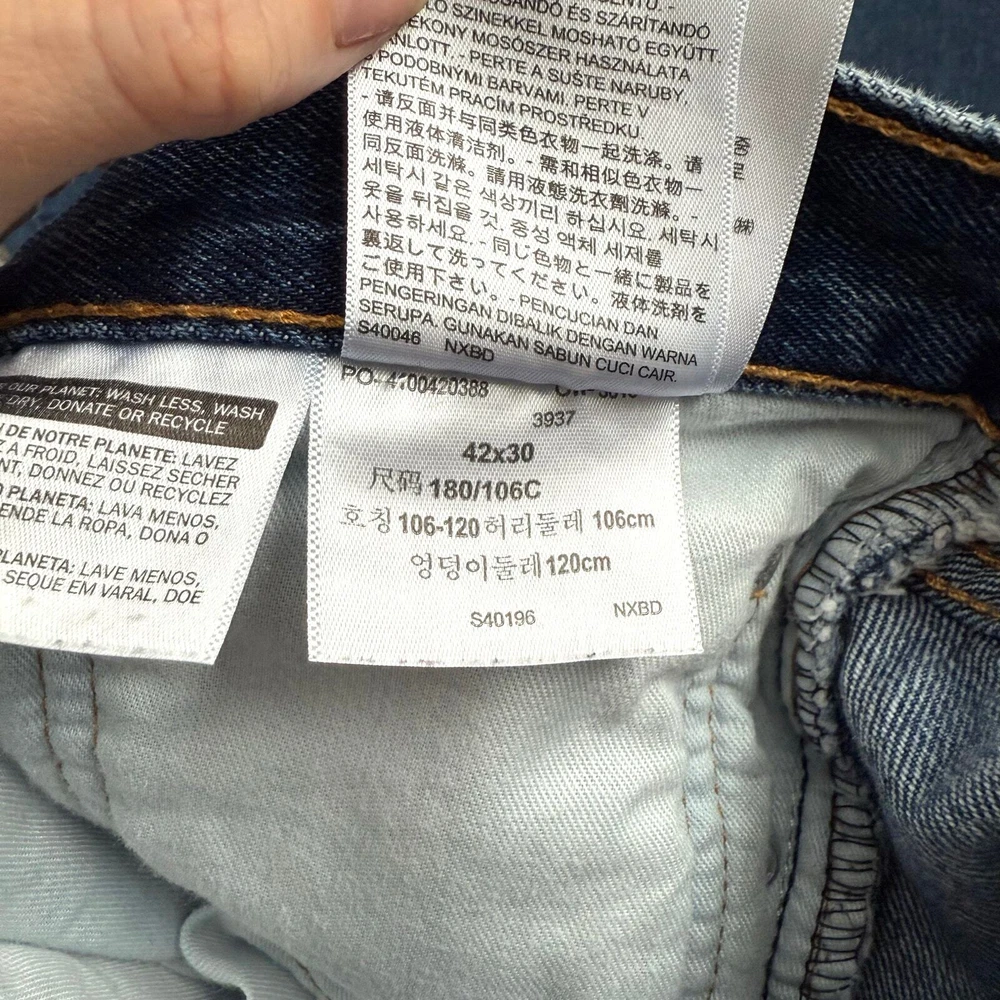 SZINEKKEL MOSHATÓ EGYÜTT.
MOSÓSZER HASZNÁLATA
AJÁNLOTT. - PERTE A SUŠTE NARUBY,
S PODOBNÝMI BARVAMI, PERTE V
TEKUTÉM PRACÍM PROSTŘEDKU.
- 请反面并与同类色衣物一起洗涤。请
使用液体清洁剂。- 需和相似色衣物一
同反面洗滌。請用液態洗衣劑洗滌。-
세탁시 같은 색상끼리 하십시요. 세탁시
옷을 뒤집을 것. 중성 액체 세제를
사용하세요. - 同じ色物と一緒に製品を
裏返して洗ってください。液体洗剤を
ご使用下さい。- PENCUCIAN DAN
PENGERINGAN DIBALIK DENGAN WARNA
SERUPA. GUNAKAN SABUN CUCI CAIR.
S40046 NXBD
㈱
OUR PLANET: WASH LESS, WASH
DRY, DONATE OR RECYCLE
DE NOTRE PLANETE: LAVEZ
A FROID, LAISSEZ SECHER
DONNEZ OU RECYCLEZ
PLANETA: LAVA MENOS,
LA ROPA, DONA O
PLANETA: LAVE MENOS,
SEQUE EM VARAL, DOE
PO- 4700420388
3937
42x30
尺码 180/106C
호칭 106-120 허리둘레 106cm
엉덩이둘레 120cm
S40196 NXBD